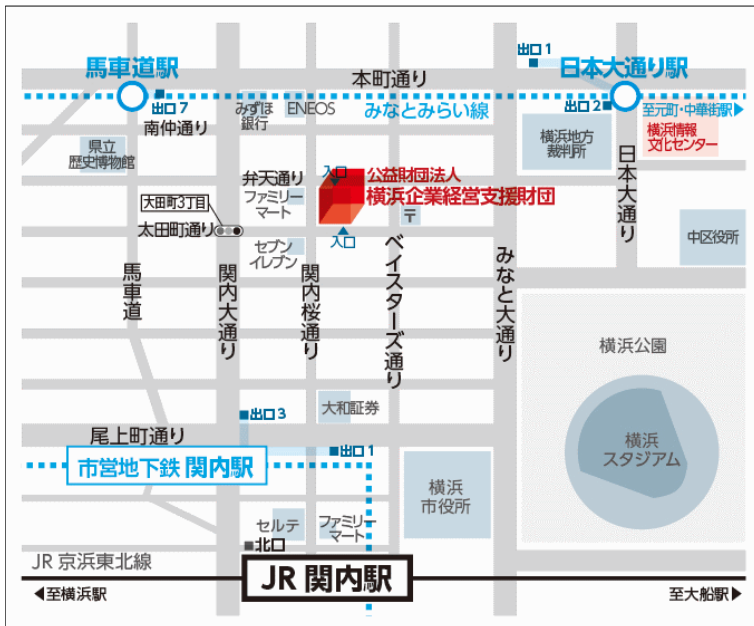 出口1
馬車道駅
日本大通り駅
本町通り
出口7
みずほ
銀行
ENEOS
みなとみらい線
出口2
至元町・中華街駅▶
南仲通り
県立
歴史博物館
横浜地方
裁判所
横浜情報
文化センター
日本大通り
弁天通り
入口
公益財団法人
横浜企業経営支援財団
ファミリー
マート
大田町3丁目
太田町通り
〒
セブン
イレブン
入口
中区役所
馬車道
関内大通り
関内桜通り
ベイスターズ通り
みなと大通り
横浜公園
大和証券
出口3
尾上町通り
出口1
横浜
スタジアム
市営地下鉄 関内駅
横浜
市役所
セルテ
ファミリー
マート
北口
JR 京浜東北線
JR 関内駅
◀至横浜駅
至大船駅▶